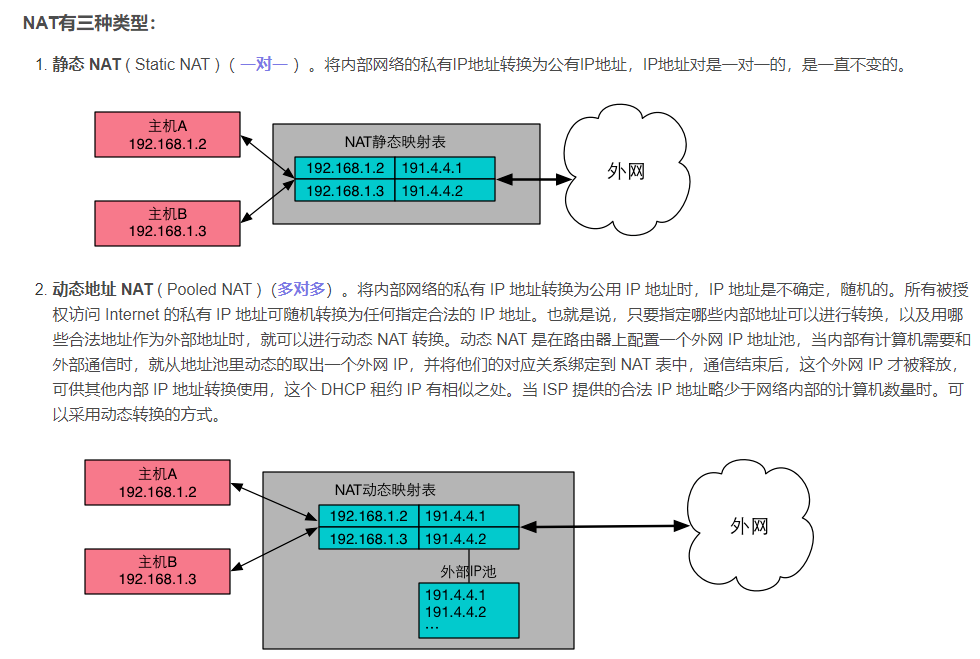 NAT有三种类型：
1. 静态 NAT ( Static NAT )（ 一对一 ）。将内部网络的私有IP地址转换为公有IP地址，IP地址对是一对一的，是一直不变的。
主机A
192.168.1.2
主机B
192.168.1.3
NAT静态映射表
192.168.1.2 191.4.4.1
192.168.1.3 191.4.4.2
外网
2. 动态地址 NAT ( Pooled NAT )（多对多）。将内部网络的私有 IP 地址转换为公用 IP 地址时，IP 地址是不确定，随机的。所有被授
权访问 Internet 的私有 IP 地址可随机转换为任何指定合法的 IP 地址。也就是说，只要指定哪些内部地址可以进行转换，以及用哪
些合法地址作为外部地址时，就可以进行动态 NAT 转换。动态 NAT 是在路由器上配置一个外网 IP 地址池，当内部有计算机需要和
外部通信时，就从地址池里动态的取出一个外网 IP，并将他们的对应关系绑定到 NAT 表中，通信结束后，这个外网 IP 才被释放，
可供其他内部 IP 地址转换使用，这个 DHCP 租约 IP 有相似之处。当 ISP 提供的合法 IP 地址略少于网络内部的计算机数量时。可
以采用动态转换的方式。
主机A
192.168.1.2
主机B
192.168.1.3
NAT动态映射表
192.168.1.2 191.4.4.1
192.168.1.3 191.4.4.2
外部IP池
191.4.4.1
191.4.4.2
…
外网